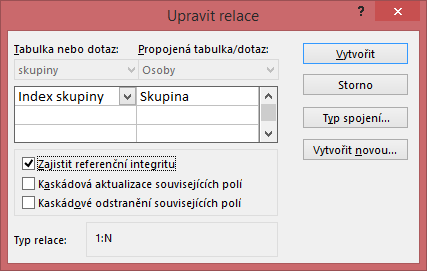 Upravit relace
Tabulka nebo dotaz: Propojená tabulka/dotaz:
skupiny Osoby
Index skupiny Skupina
Zajistit referenční integritu
Kaskádová aktualizace souvisejících polí
Kaskádové odstranění souvisejících polí
Typ relace: 1:N
Vytvořit
Storno
Typ spojení...
Vytvořit novou...